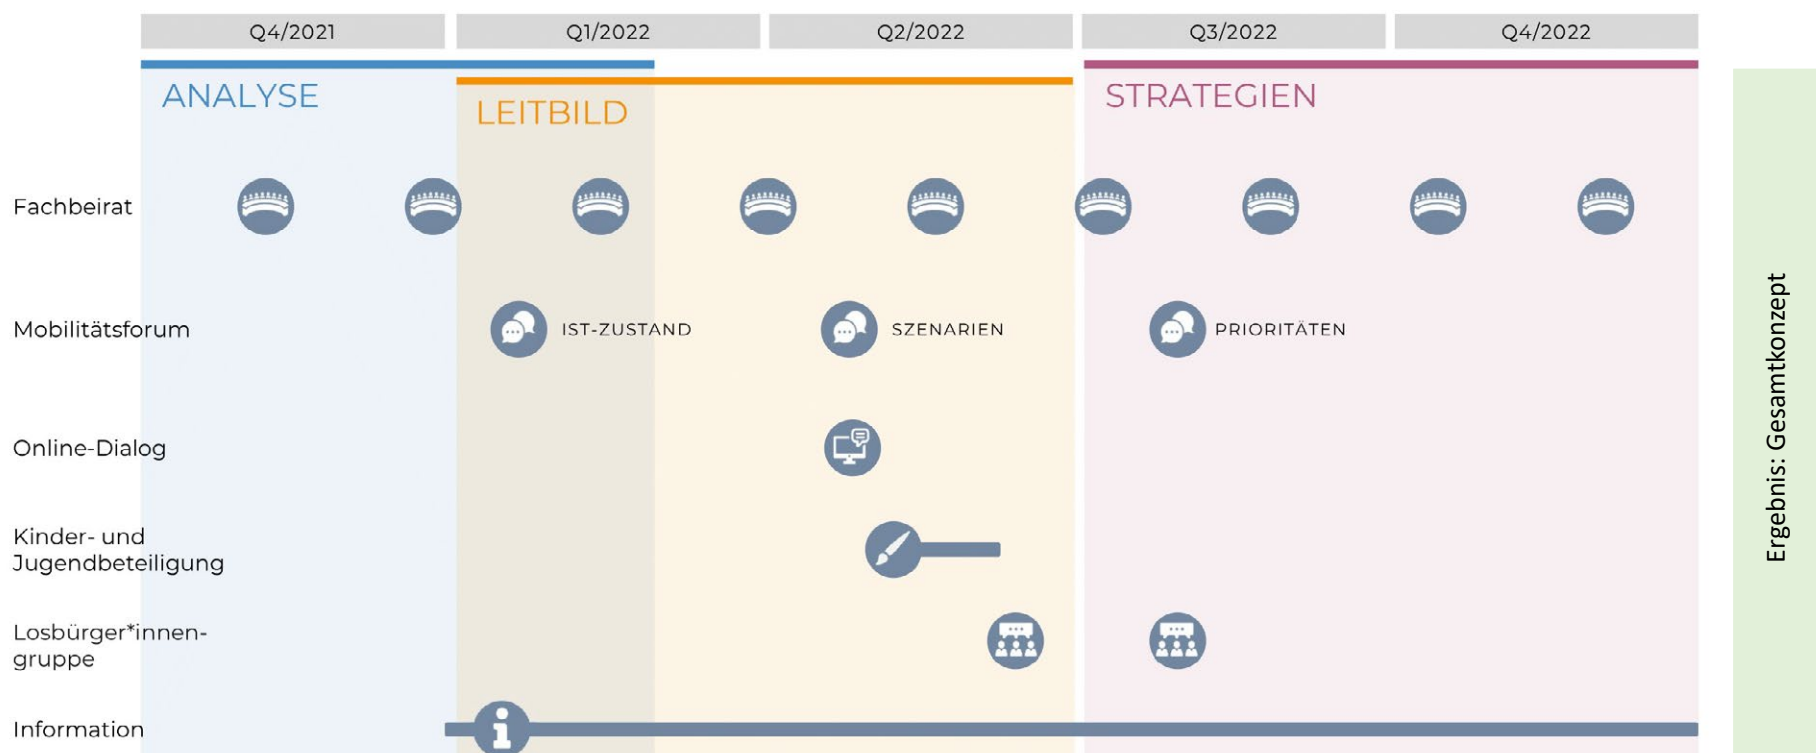 Q4/2021
Q1/2022
Q2/2022
Q3/2022
Q4/2022
ANALYSE
LEITBILD
STRATEGIEN
Fachbeirat
Mobilitätsforum
IST-ZUSTAND
SZENARIEN
PRIORITÄTEN
Online-Dialog
Kinder- und
Jugendbeteiligung
Losbürger*innen-
gruppe
Information
Ergebnis: Gesamtkonzept